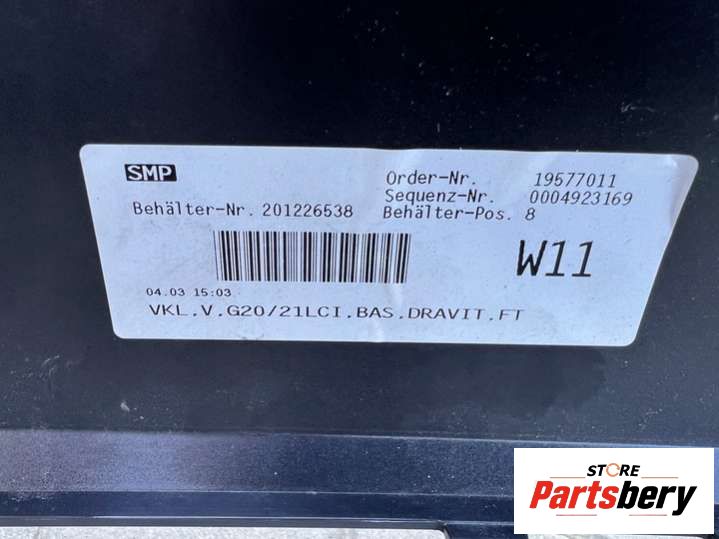 SMP
Order-Nr. 19577011
Sequenz-Nr. 0004923169
Behälter-Nr. 201226538 Behälter-Pos. 8
W11
04.03 15:03
VKL.V.G20/21LCI.BAS.DRAVIT.FT
STORE
Partsbery